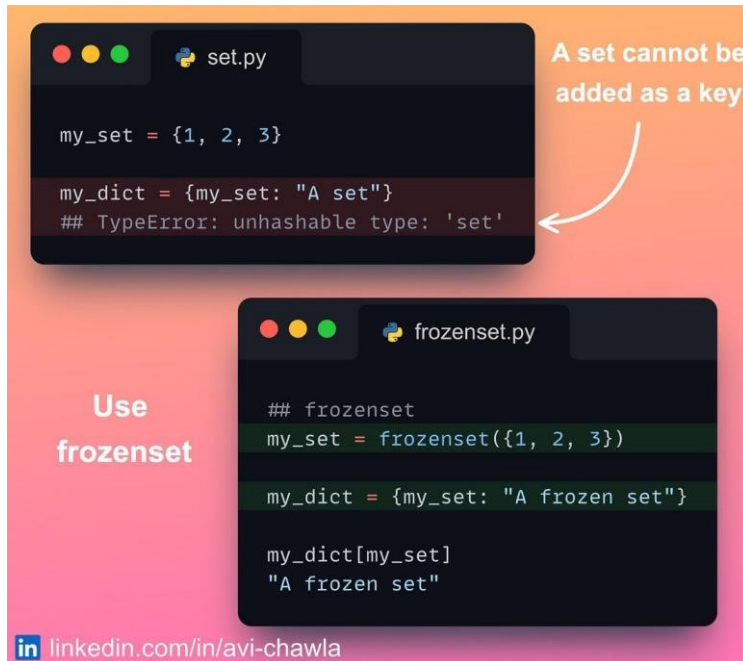 set.py
A set cannot be
added as a key
my_set = {1, 2, 3}
my_dict = {my_set: "A set"}
## TypeError: unhashable type: 'set'
frozenset.py
Use
frozenset
## frozenset
my_set = frozenset({1, 2, 3})
my_dict = {my_set: "A frozen set"}
my_dict[my_set]
"A frozen set"
in linkedin.com/in/avi-chawla